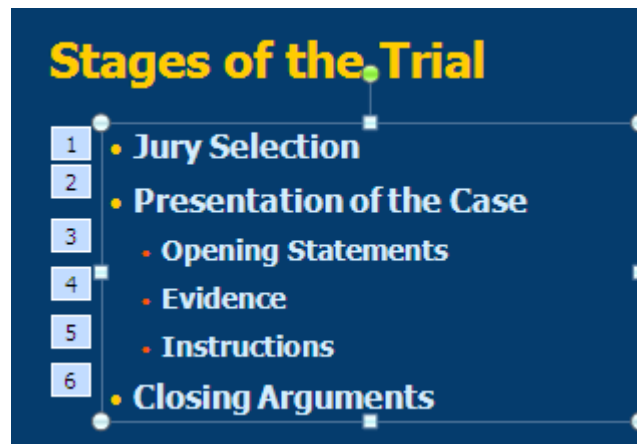 Stages of the Trial
1 • Jury Selection
2 • Presentation of the Case
3 • Opening Statements
4 • Evidence
5 • Instructions
6 • Closing Arguments